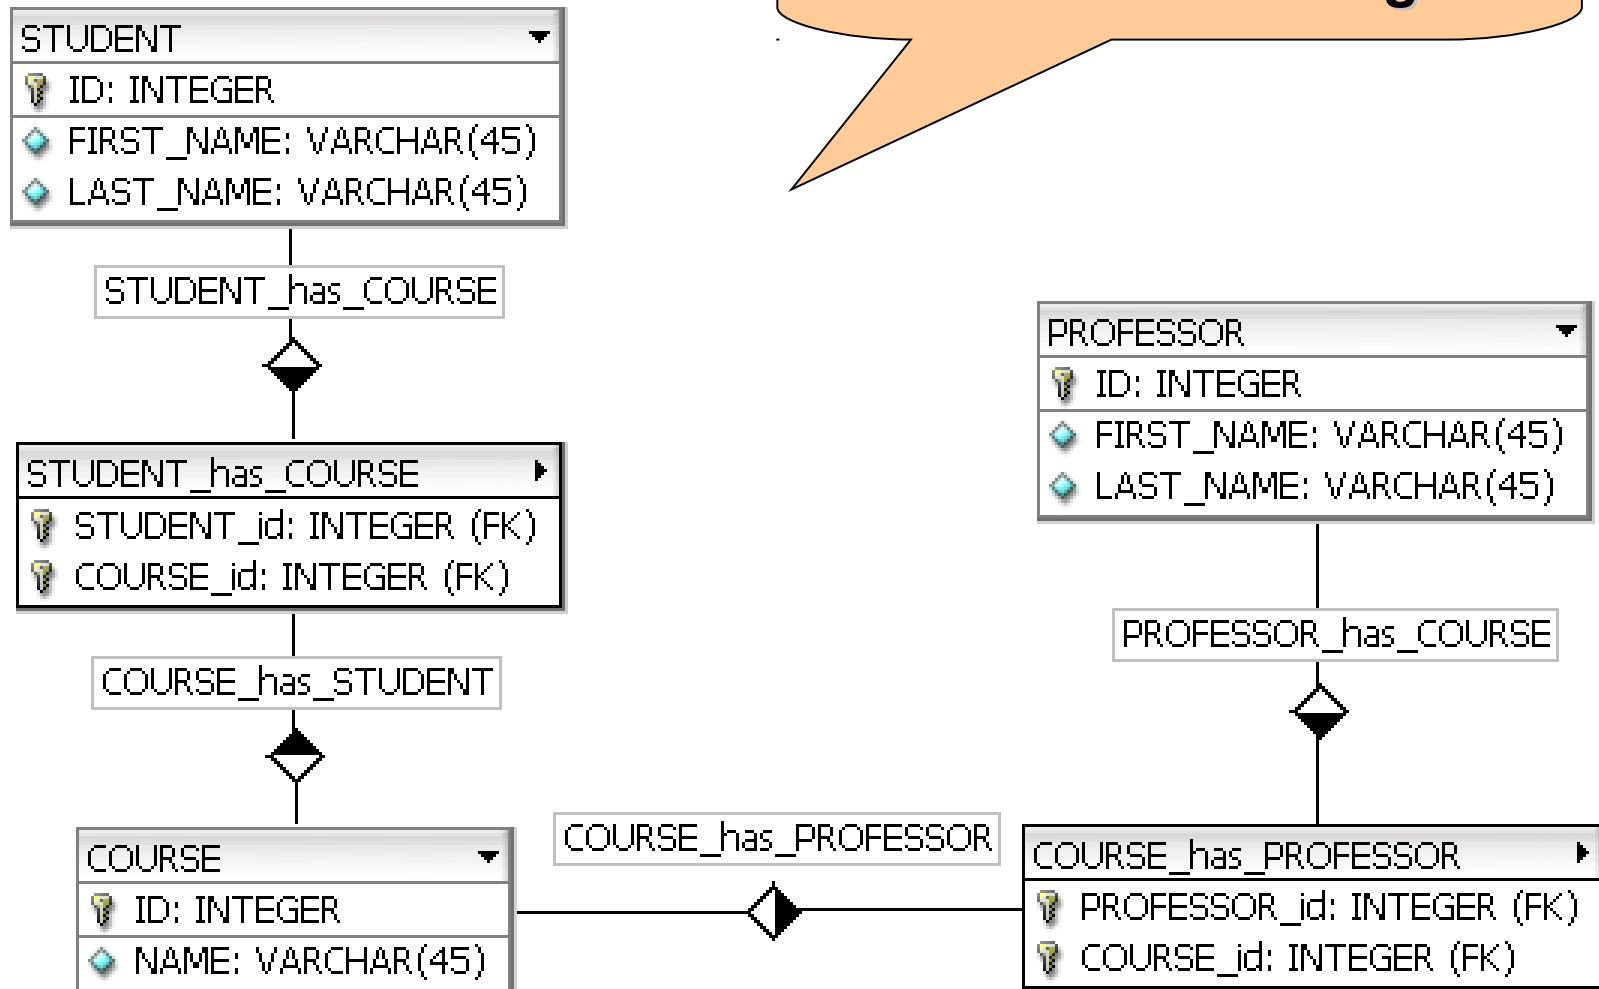 STUDENT
ID: INTEGER
FIRST_NAME: VARCHAR(45)
LAST_NAME: VARCHAR(45)
STUDENT_has_COURSE
STUDENT_has_COURSE
STUDENT_id: INTEGER (FK)
COURSE_id: INTEGER (FK)
COURSE_has_STUDENT
COURSE
ID: INTEGER
NAME: VARCHAR(45)
COURSE_has_PROFESSOR
PROFESSOR
ID: INTEGER
FIRST_NAME: VARCHAR(45)
LAST_NAME: VARCHAR(45)
PROFESSOR_has_COURSE
COURSE_has_PROFESSOR
PROFESSOR_id: INTEGER (FK)
COURSE_id: INTEGER (FK)